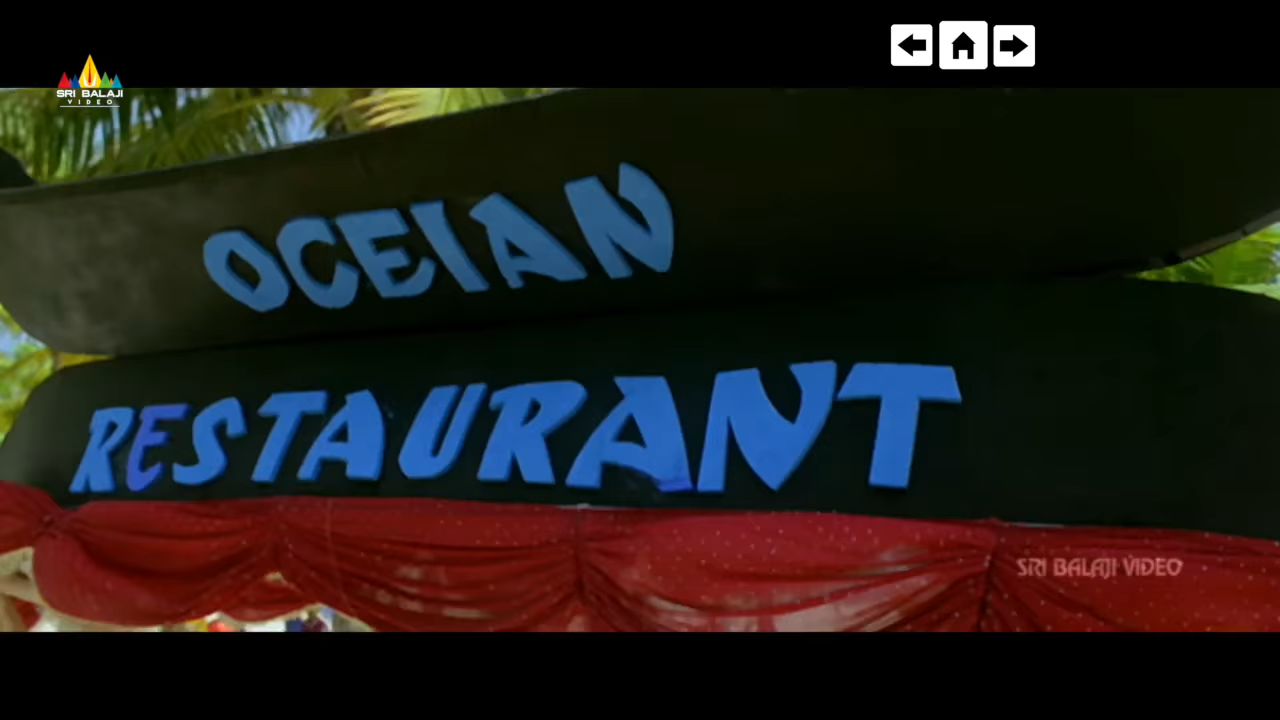 SRI BALAJI
VIDEO
OCEIAN
RESTAURANT
SRI BALAJI VIDEO